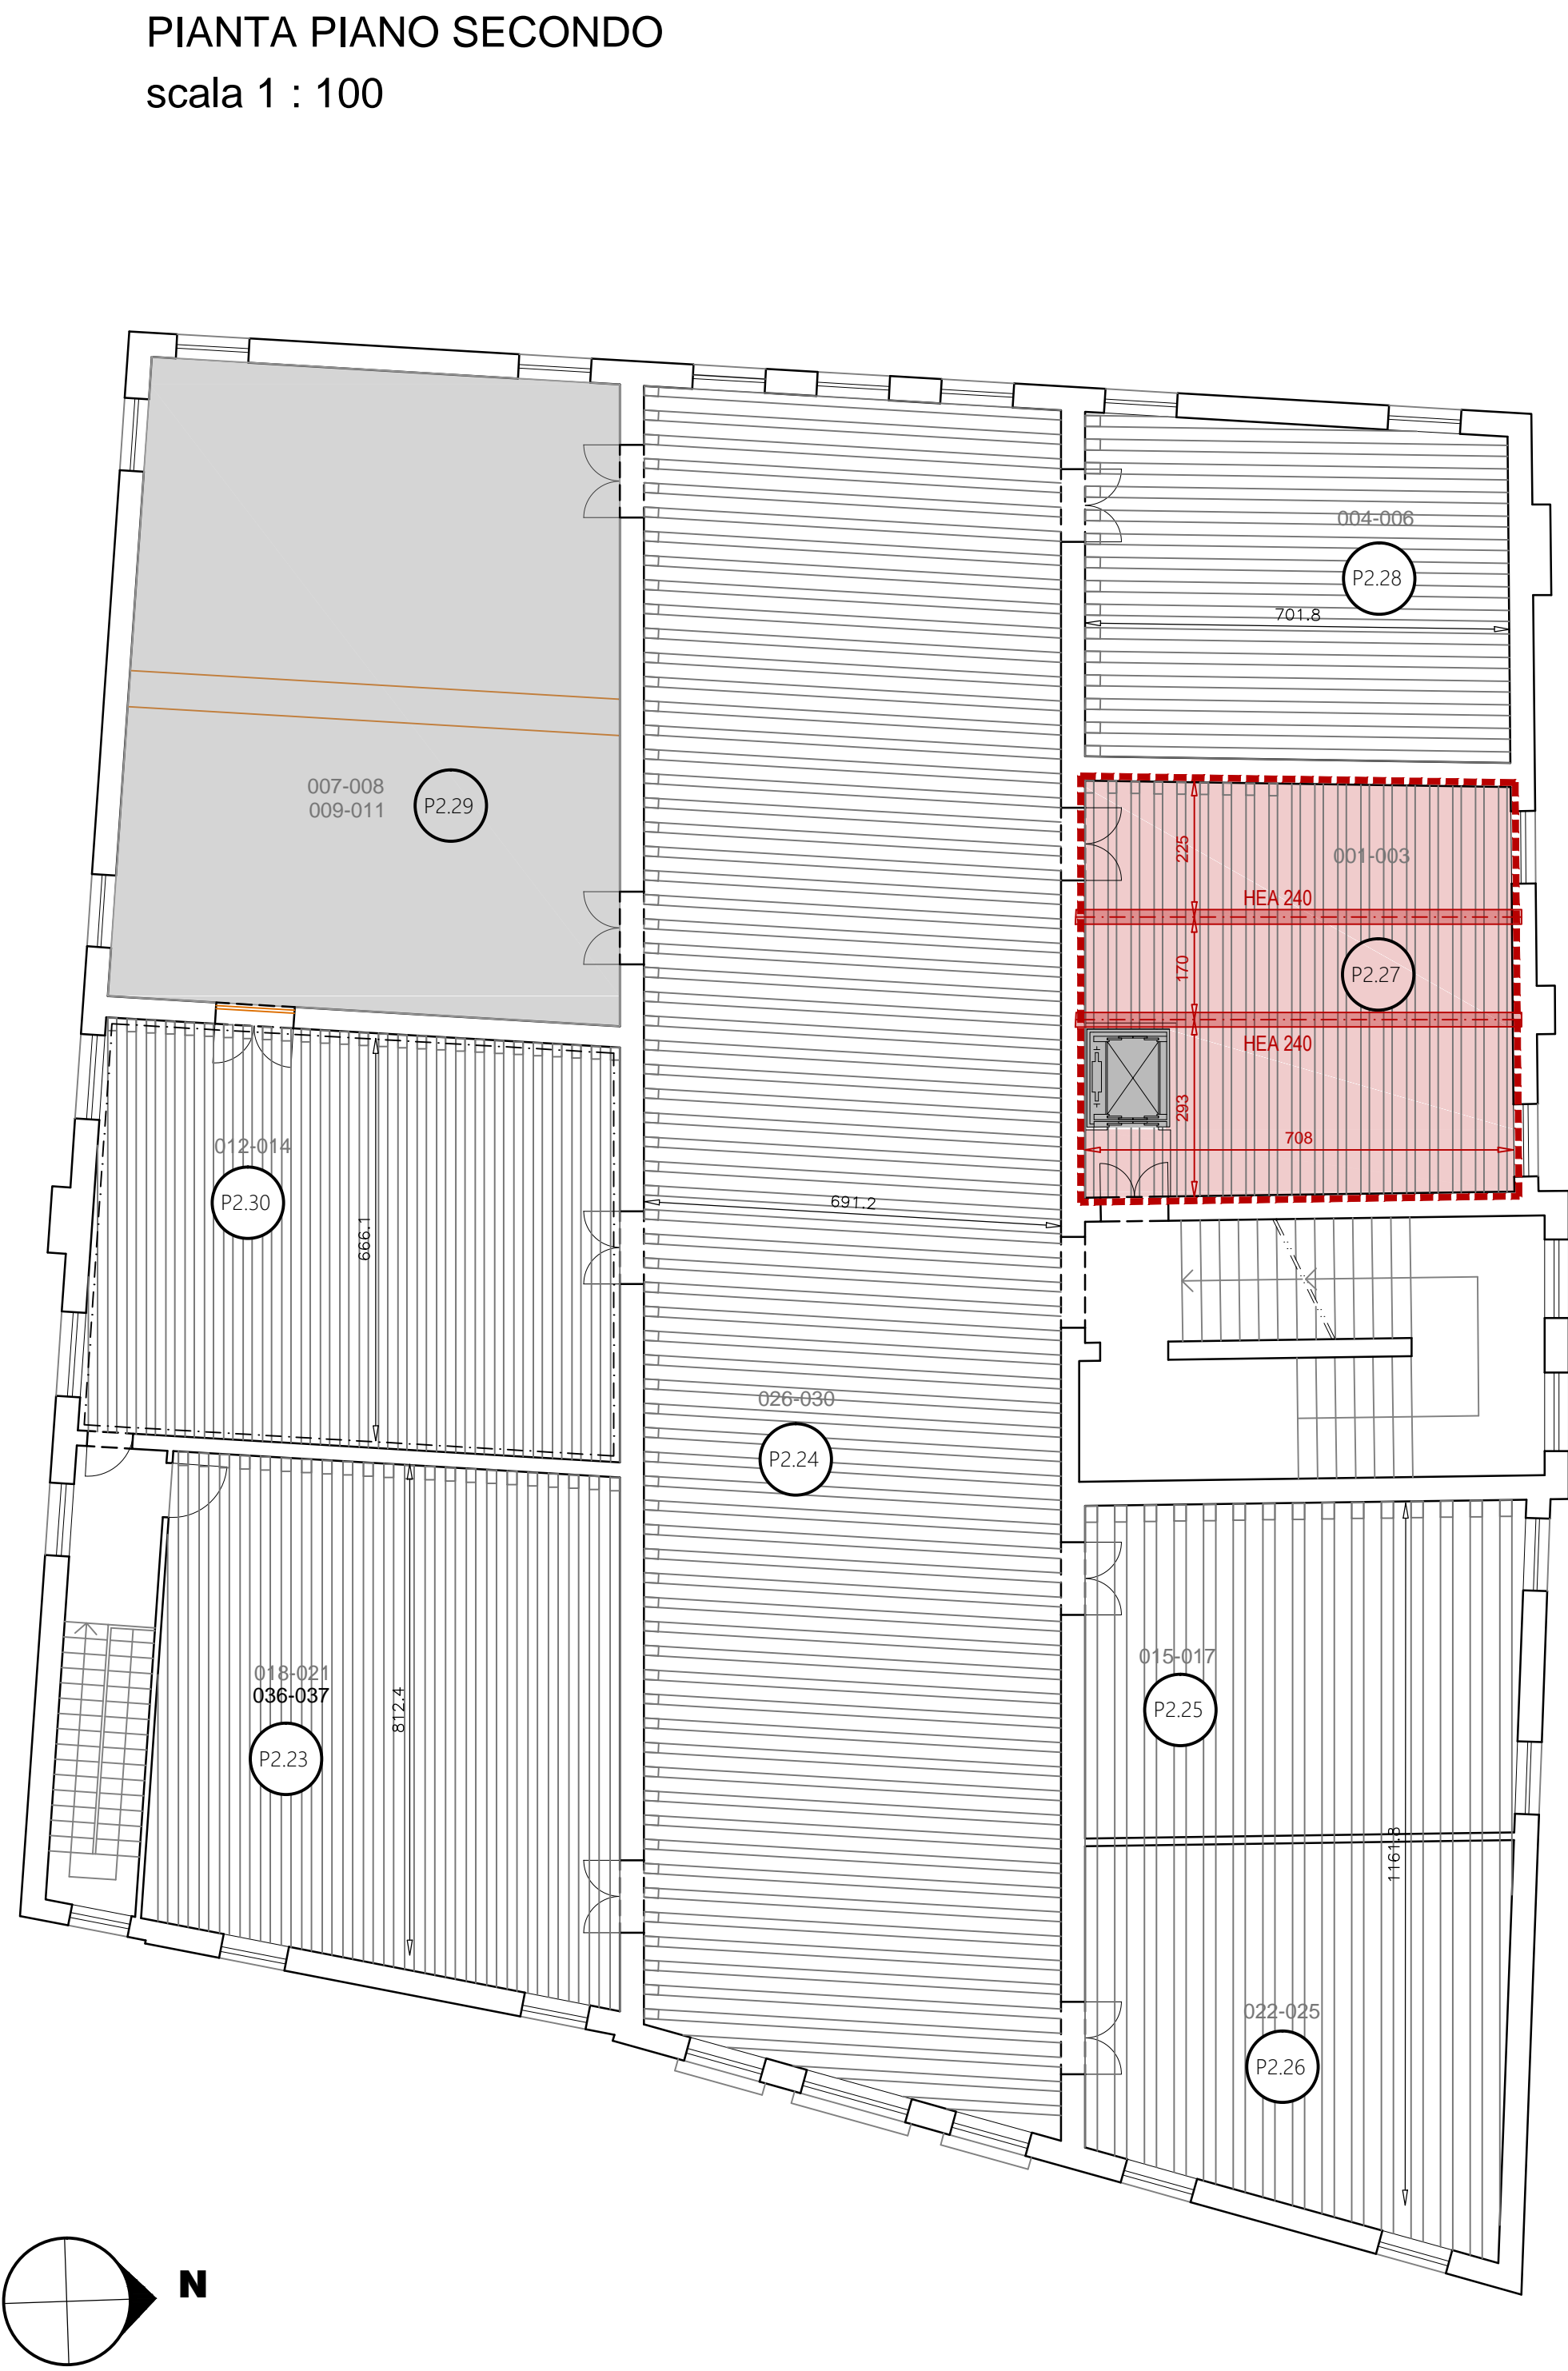 PIANTA PIANO SECONDO
scala 1 : 100
004-006
P2.28
701.8
007-008
009-011
P2.29
225
001-003
HEA 240
170
P2.27
HEA 240
293
708
012-014
P2.30
666.1
691.2
026-030
P2.24
018-021
036-037
812.4
P2.23
015-017
P2.25
1161.8
022-025
P2.26
N